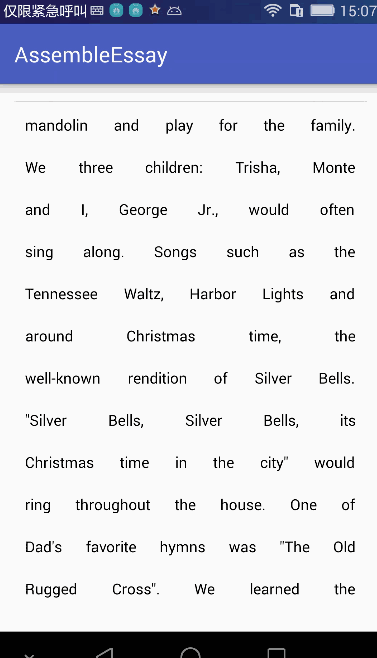 仅限紧急呼叫 15:07
AssembleEssay
mandolin and play for the family.
We three children: Trisha, Monte
and I, George Jr., would often
sing along. Songs such as the
Tennessee Waltz, Harbor Lights and
around Christmas time, the
well-known rendition of Silver Bells.
"Silver Bells, Silver Bells, its
Christmas time in the city" would
ring throughout the house. One of
Dad's favorite hymns was "The Old
Rugged Cross". We learned the